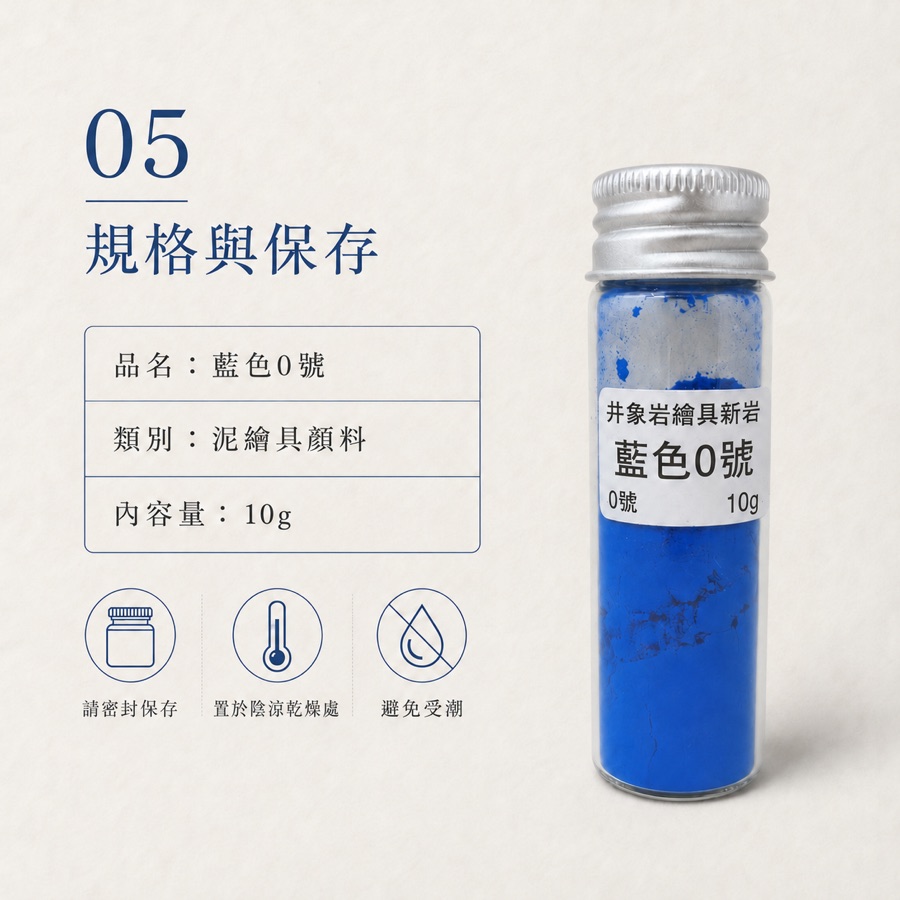 05
規格與保存
品名：藍色0號
類別：泥繪具顏料
內容量：10g
請密封保存
置於陰涼乾燥處
避免受潮
井象岩繪具新岩
藍色0號
0號 10g